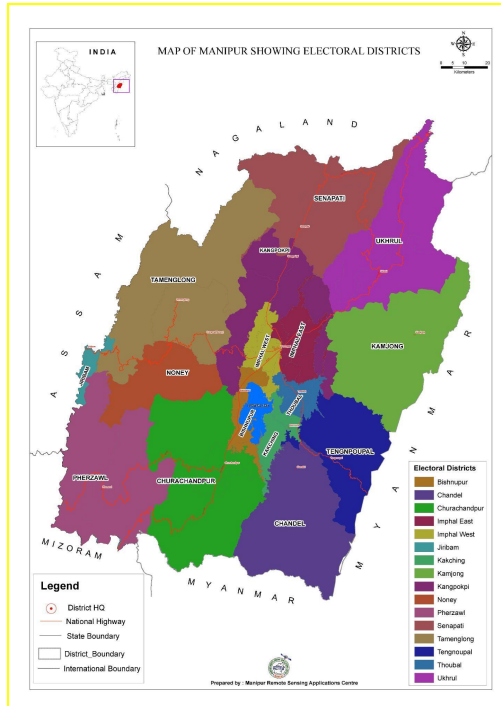 INDIA
MAP OF MANIPUR SHOWING ELECTORAL DISTRICTS
Kilometers
NAGALAND
ASSAM
SENAPATI
UKHRUL
KANGPOKPI
TAMENGLONG
IMPHAL WEST
IMPHAL EAST
KAMJONG
JIRIBAM
NONEY
BISHNUPUR
THOUBAL
KAKCHING
TENONPOUPAL
PHERZAWL
CHURACHANDPUR
CHANDEL
MIZORAM
MYANMAR
MYANMAR
Legend
District HQ
National Highway
State Boundary
District_Boundary
International Boundary
Electoral Districts
Bishnupur
Chandel
Churachandpur
Imphal East
Imphal West
Jiribam
Kakching
Kamjong
Kangpokpi
Noney
Pherzawl
Senapati
Tamenglong
Tengnoupal
Thoubal
Ukhrul
Prepared by : Manipur Remote Sensing Applications Centre